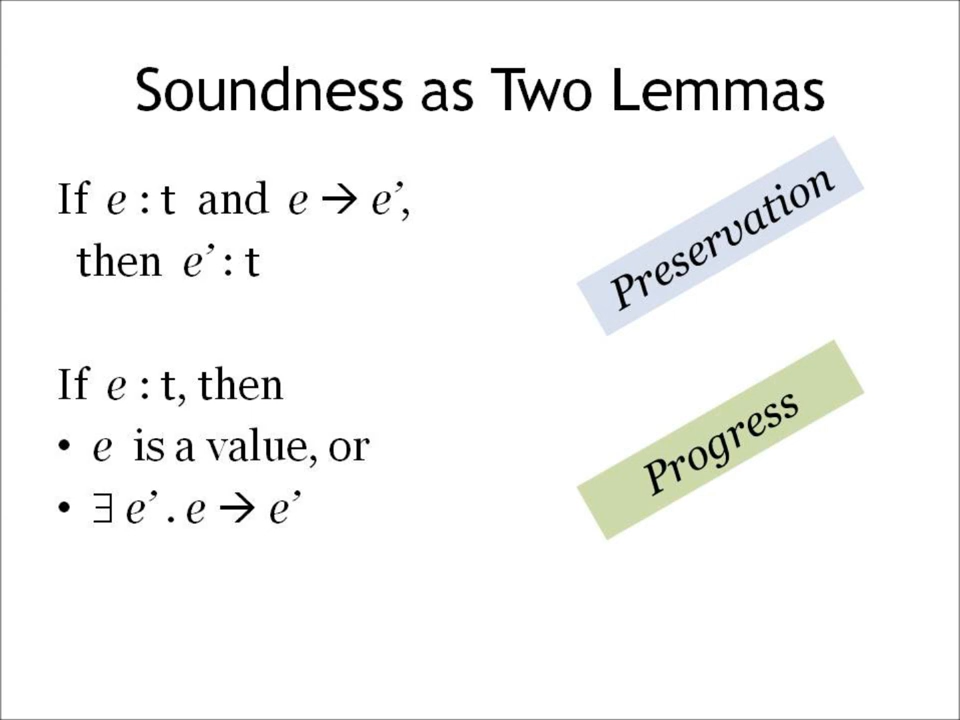 Soundness as Two Lemmas
If e : t and e → e’,
then e’ : t
Preservation
If e : t, then
• e is a value, or
• ∃ e’ . e → e’
Progress